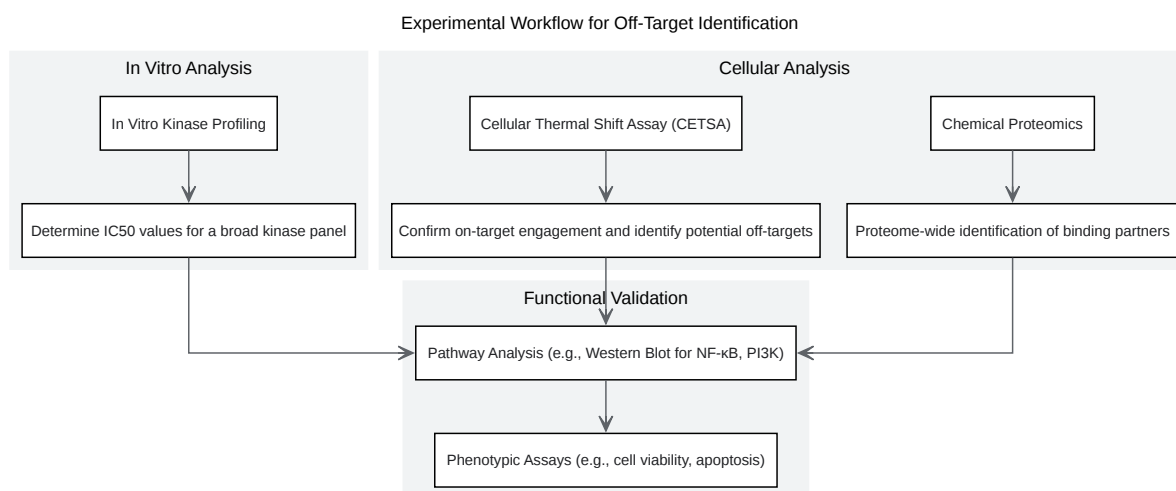 Experimental Workflow for Off-Target Identification
In Vitro Analysis
Cellular Analysis
In Vitro Kinase Profiling
Cellular Thermal Shift Assay (CETSA)
Chemical Proteomics
Determine IC50 values for a broad kinase panel
Confirm on-target engagement and identify potential off-targets
Proteome-wide identification of binding partners
Functional Validation
Pathway Analysis (e.g., Western Blot for NF-κB, PI3K)
Phenotypic Assays (e.g., cell viability, apoptosis)